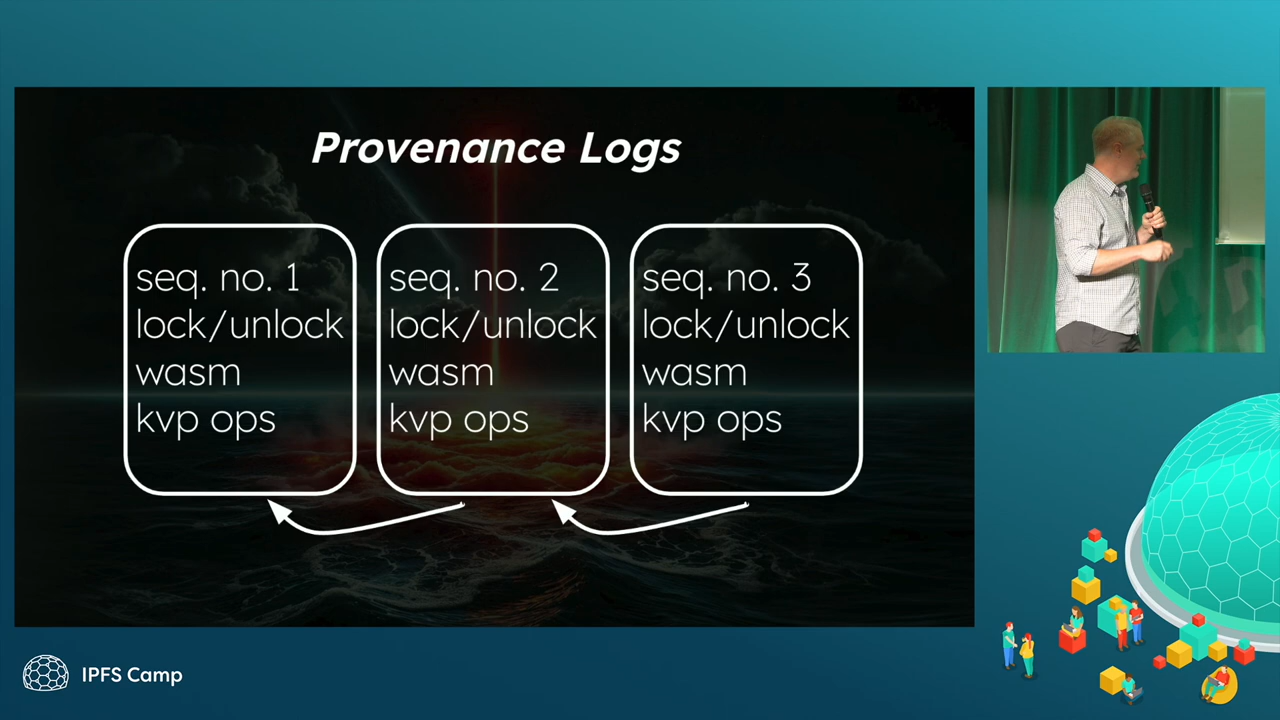 Provenance Logs
seq. no. 1
lock/unlock
wasm
kvp ops
seq. no. 2
lock/unlock
wasm
kvp ops
seq. no. 3
lock/unlock
wasm
kvp ops
IPFS Camp